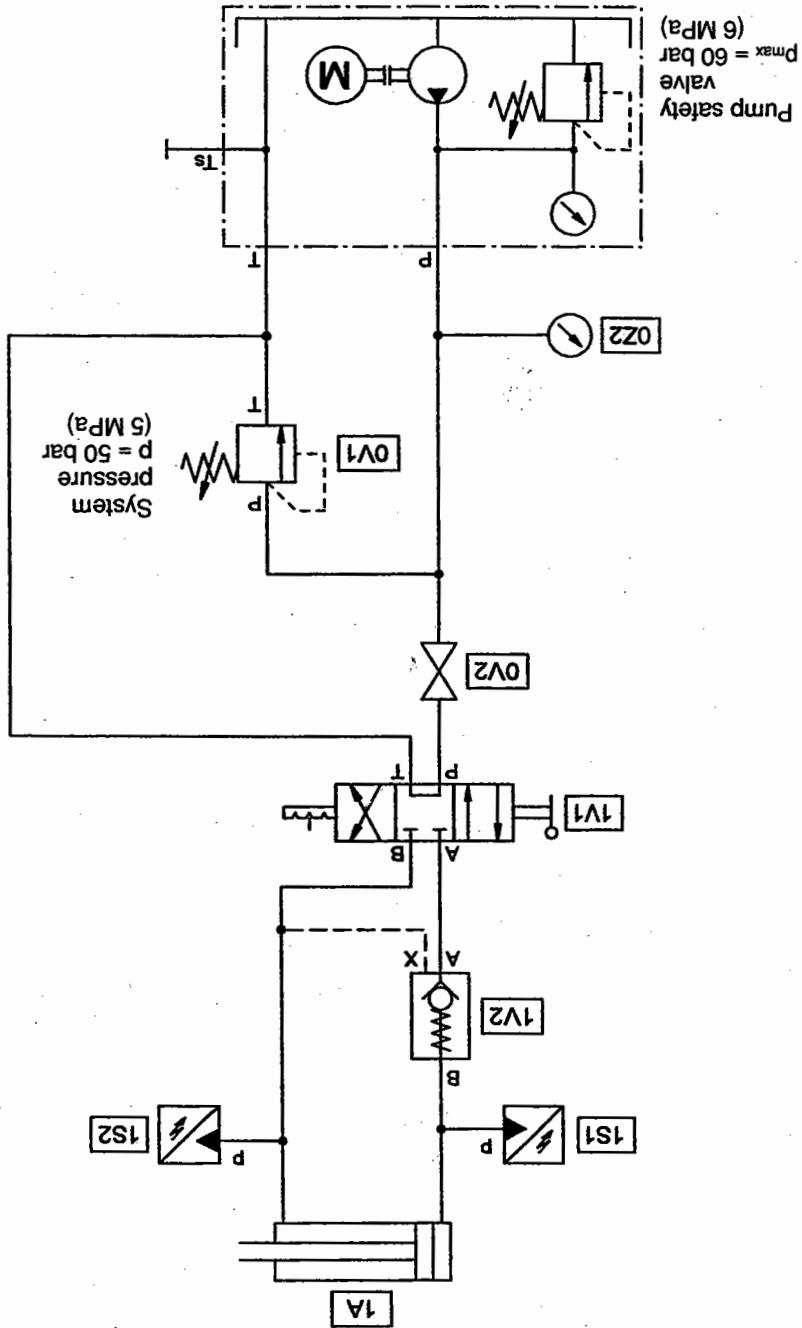 1A
1S1
P
P
1S2
B
1V2
A
X
A
B
1V1
P
T
0V2
P
System
pressure
p = 50 bar
(5 MPa)
0V1
T
0Z2
P
T
Ts
M
Pump safety
valve
pmax = 60 bar
(6 MPa)